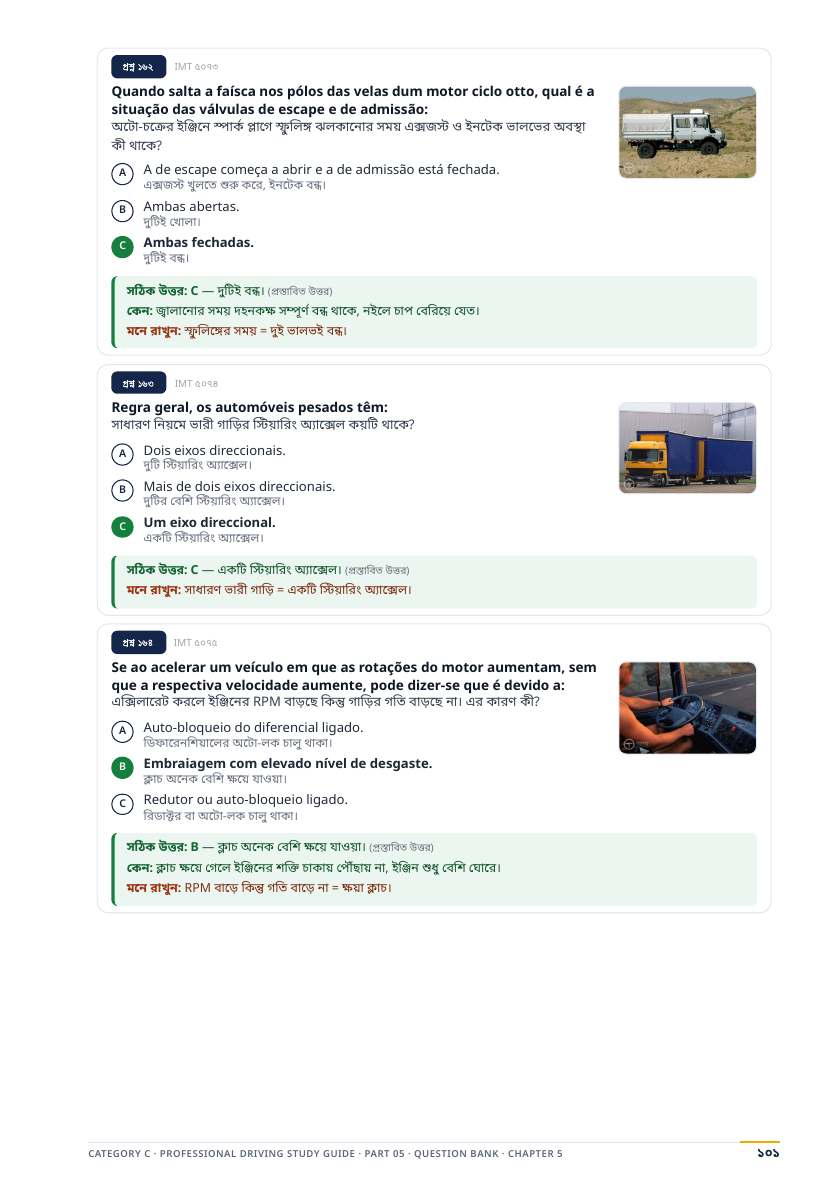 প্রশ্ন ১৬২ IMT ৫০৭৩
Quando salta a faísca nos pólos das velas dum motor ciclo otto, qual é a
situação das válvulas de escape e de admissão:
অটো-চক্রের ইঞ্জিনে স্পার্ক প্লাগে স্ফুলিঙ্গ ঝলকানোর সময় এক্সজস্ট ও ইনটেক ভালভের অবস্থা
কী থাকে?
A A de escape começa a abrir e a de admissão está fechada.
এক্সজস্ট খুলতে শুরু করে, ইনটেক বন্ধ।
B Ambas abertas.
দুটিই খোলা।
C Ambas fechadas.
দুটিই বন্ধ।
সঠিক উত্তর: C — দুটিই বন্ধ। (প্রস্তাবিত উত্তর)
কেন: জ্বালানোর সময় দহনকক্ষ সম্পূর্ণ বন্ধ থাকে, নইলে চাপ বেরিয়ে যেত।
মনে রাখুন: স্ফুলিঙ্গের সময় = দুই ভালভই বন্ধ।
প্রশ্ন ১৬৩ IMT ৫০৭৪
Regra geral, os automóveis pesados têm:
সাধারণ নিয়মে ভারী গাড়ির স্টিয়ারিং অ্যাক্সেল কয়টি থাকে?
A Dois eixos direccionais.
দুটি স্টিয়ারিং অ্যাক্সেল।
B Mais de dois eixos direccionais.
দুটির বেশি স্টিয়ারিং অ্যাক্সেল।
C Um eixo direccional.
একটি স্টিয়ারিং অ্যাক্সেল।
সঠিক উত্তর: C — একটি স্টিয়ারিং অ্যাক্সেল। (প্রস্তাবিত উত্তর)
মনে রাখুন: সাধারণ ভারী গাড়ি = একটি স্টিয়ারিং অ্যাক্সেল।
প্রশ্ন ১৬৪ IMT ৫০৭৫
Se ao acelerar um veículo em que as rotações do motor aumentam, sem
que a respectiva velocidade aumente, pode dizer-se que é devido a:
এক্সিলারেট করলে ইঞ্জিনের RPM বাড়ছে কিন্তু গাড়ির গতি বাড়ছে না। এর কারণ কী?
A Auto-bloqueio do diferencial ligado.
ডিফারেনশিয়ালের অটো-লক চালু থাকা।
B Embraiagem com elevado nível de desgaste.
ক্লাচ অনেক বেশি ক্ষয়ে যাওয়া।
C Redutor ou auto-bloqueio ligado.
রিডাক্টর বা অটো-লক চালু থাকা।
সঠিক উত্তর: B — ক্লাচ অনেক বেশি ক্ষয়ে যাওয়া। (প্রস্তাবিত উত্তর)
কেন: ক্লাচ ক্ষয়ে গেলে ইঞ্জিনের শক্তি চাকায় পৌঁছায় না, ইঞ্জিন শুধু বেশি ঘোরে।
মনে রাখুন: RPM বাড়ে কিন্তু গতি বাড়ে না = ক্ষয়া ক্লাচ।
CATEGORY C · PROFESSIONAL DRIVING STUDY GUIDE · PART 05 · QUESTION BANK · CHAPTER 5 ১০১